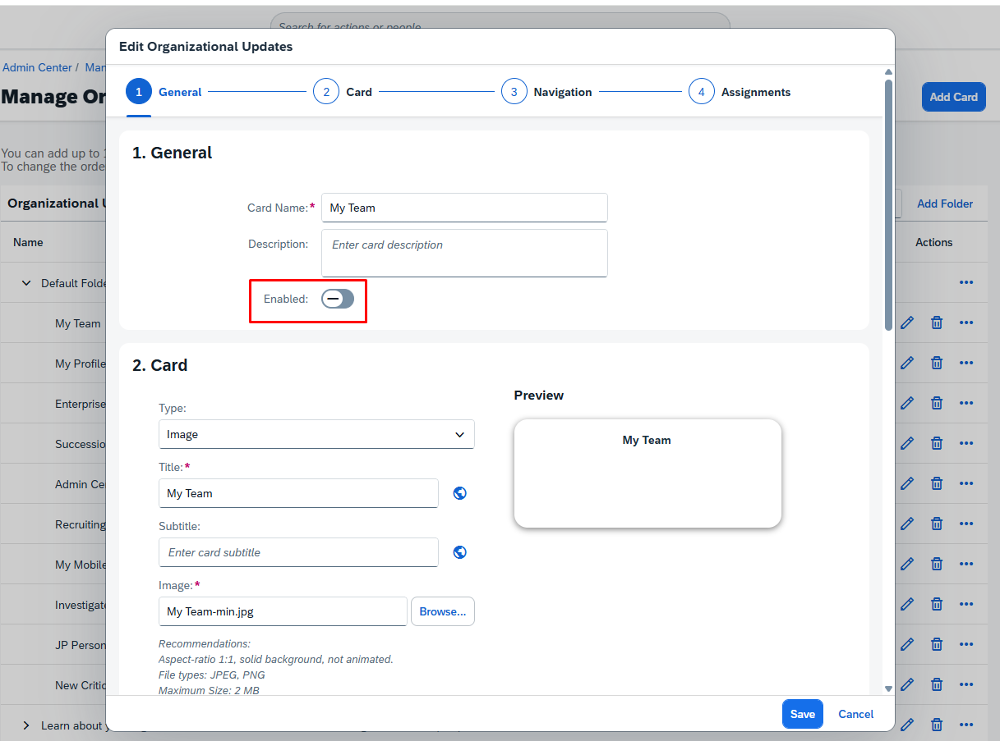 Search for actions or people
Edit Organizational Updates
Admin Center / Man
Manage Or
Add Card
1 General 2 Card 3 Navigation 4 Assignments
You can add up to
To change the orde
1. General
Organizational U
Add Folder
Card Name:* My Team
Name
Actions
Description: Enter card description
Default Folde
Enabled:
My Team
My Profile
2. Card
Preview
Enterprise
Type:
Image
My Team
Successio
Title:*
Admin Ce
My Team
Recruiting
Subtitle:
Enter card subtitle
My Mobile
Image:*
Investigat
My Team-min.jpg Browse...
JP Person
Recommendations:
Aspect-ratio 1:1, solid background, not animated.
File types: JPEG, PNG
New Critic
Maximum Size: 2 MB
Save Cancel
Learn about y